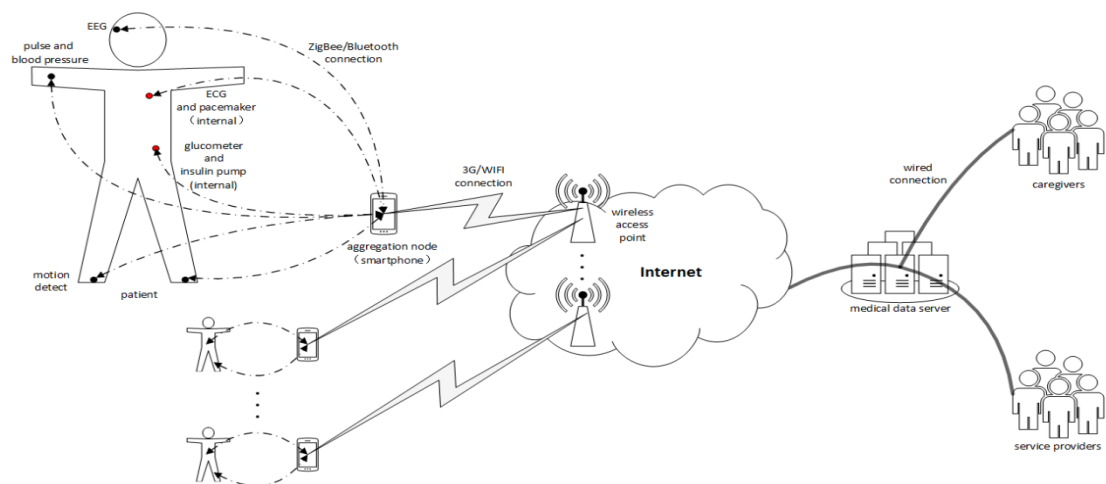 EEG
pulse and
blood pressure
ZigBee/Bluetooth
connection
ECG
and pacemaker
（internal）
glucometer
and
insulin pump
(internal)
3G/WIFI
connection
wireless
access
point
aggregation node
（smartphone）
motion
detect
patient
Internet
wired
connection
caregivers
medical data server
service providers